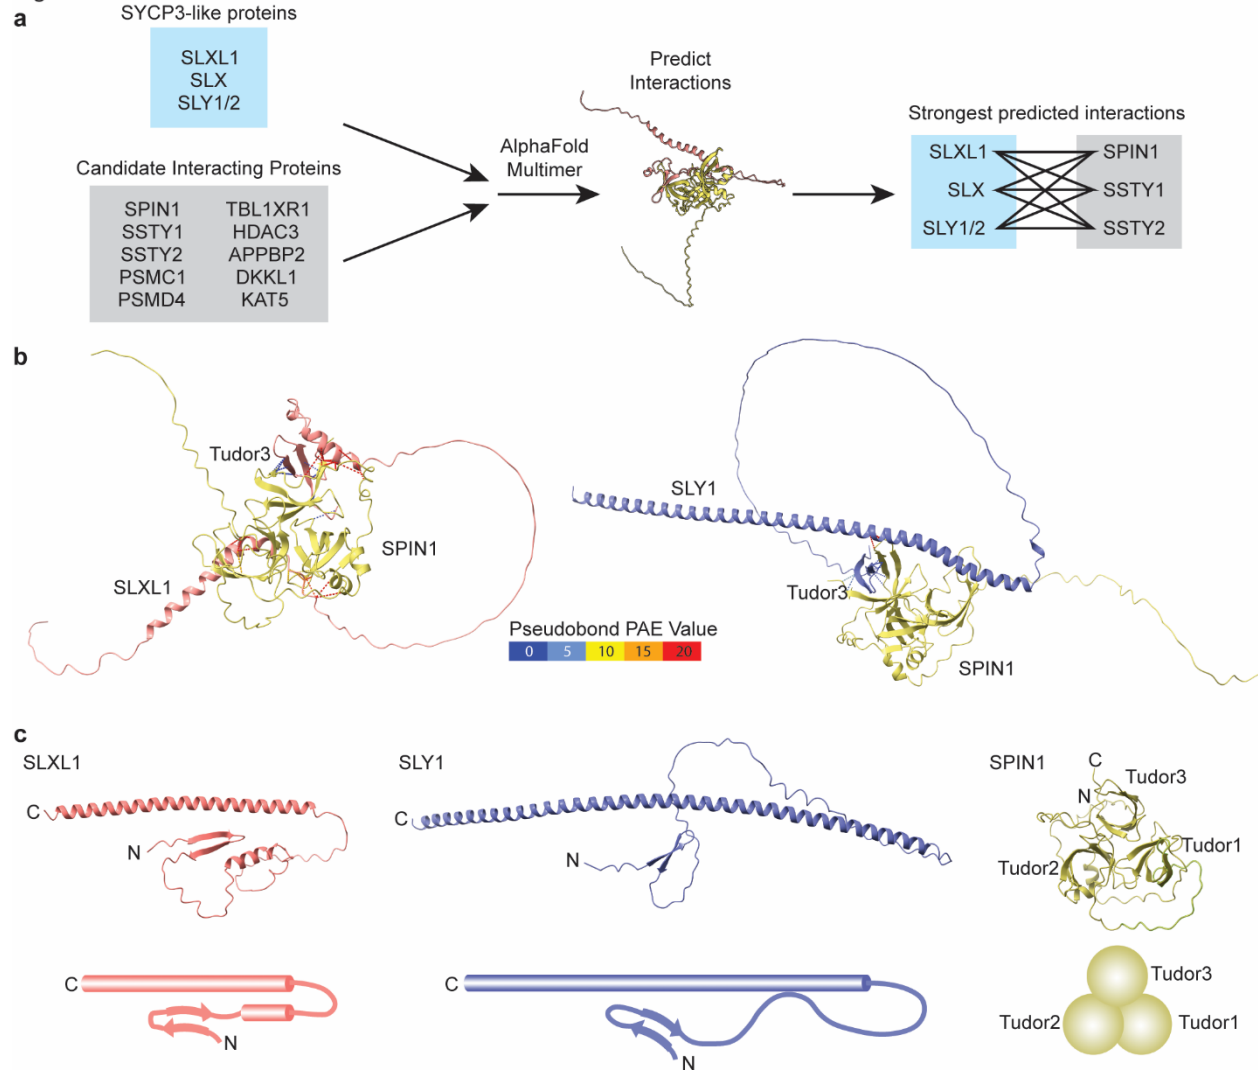 a
SYCP3-like proteins
SLXL1
SLX
SLY1/2
Candidate Interacting Proteins
SPIN1 TBL1XR1
SSTY1 HDAC3
SSTY2 APPBP2
PSMC1 DKKL1
PSMD4 KAT5
AlphaFold
Multimer
Predict
Interactions
Strongest predicted interactions
SLXL1 SPIN1
SLX SSTY1
SLY1/2 SSTY2
b
Tudor3
SPIN1
SLXL1
SLY1
Tudor3
SPIN1
Pseudobond PAE Value
0 5 10 15 20
c
SLXL1
C
N
SLY1
C
N
SPIN1
C
N
Tudor3
Tudor1
Tudor2
C
N
C
N
Tudor3
Tudor2
Tudor1